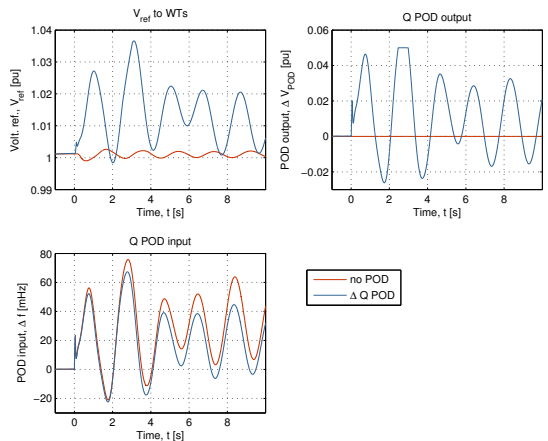 V_ref to WTs
Volt. ref., V_ref [pu]
1.04
1.03
1.02
1.01
1
0.99
0 2 4 6 8
Time, t [s]
Q POD output
POD output, Δ V_POD [pu]
0.06
0.04
0.02
0
−0.02
0 2 4 6 8
Time, t [s]
Q POD input
POD input, Δ f [mHz]
80
60
40
20
0
−20
0 2 4 6 8
Time, t [s]
no POD
Δ Q POD